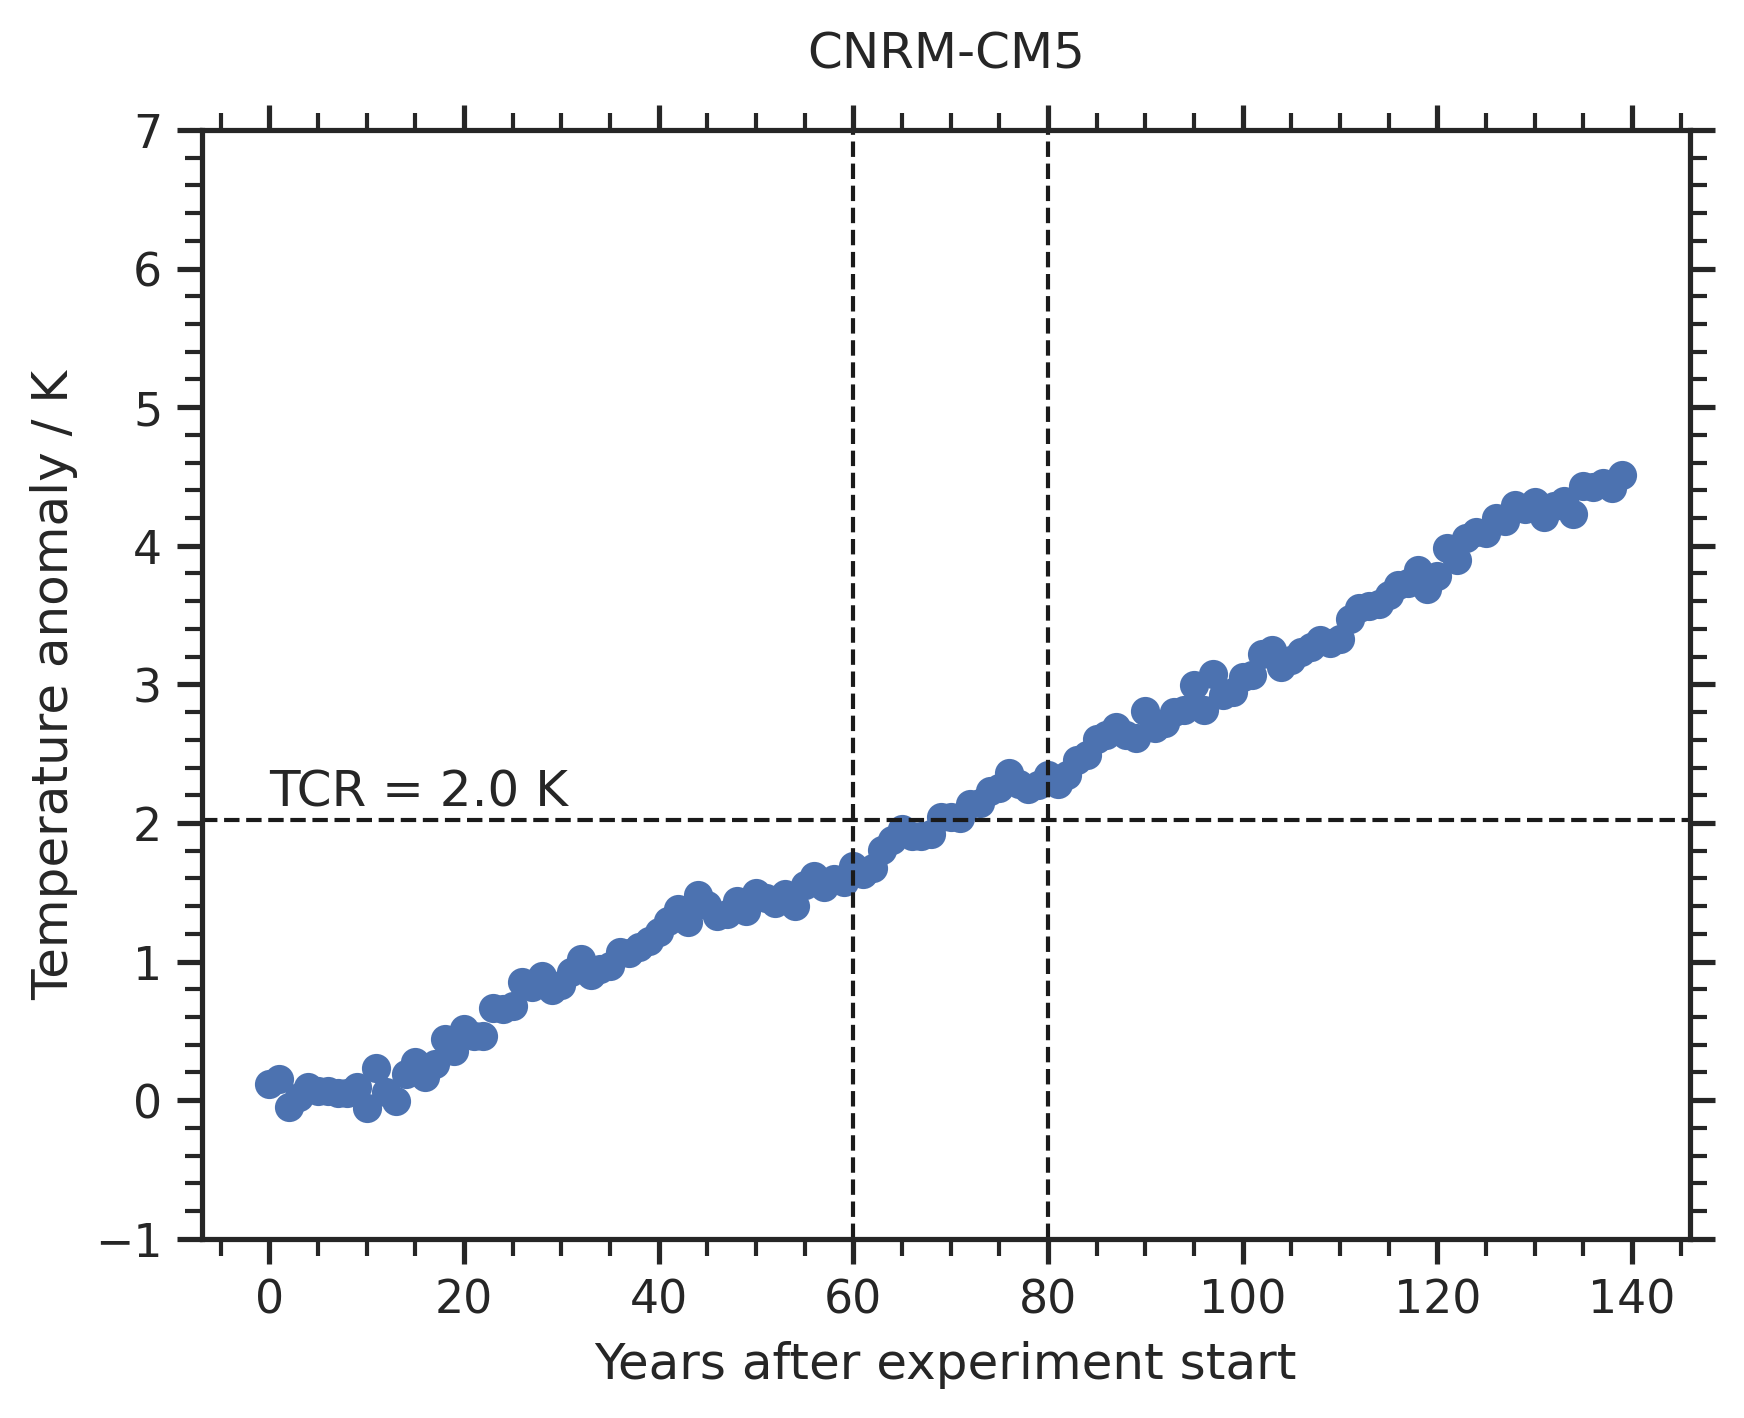 CNRM-CM5
7
6
5
4
3
2
1
0
−1
Temperature anomaly / K
TCR = 2.0 K
0 20 40 60 80 100 120 140
Years after experiment start